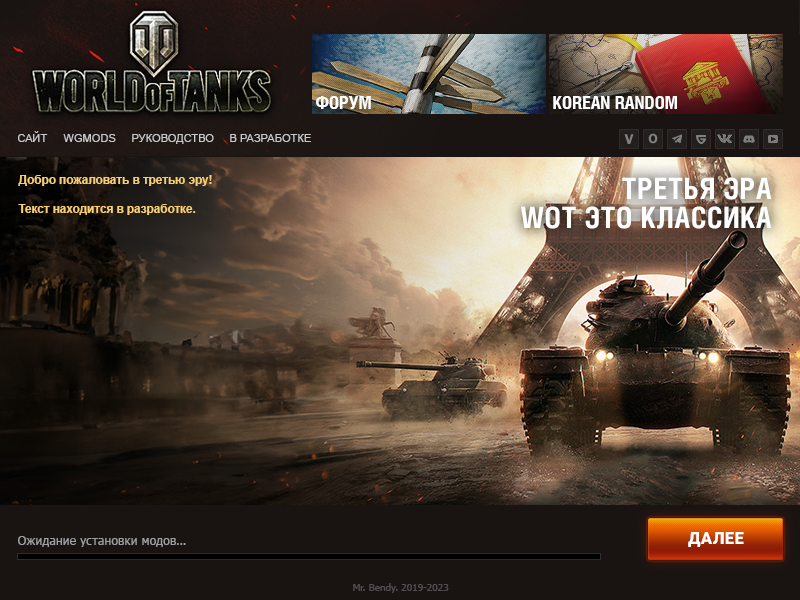 WORLD OF TANKS
ФОРУМ
KOREAN RANDOM
САЙТ WGMODS РУКОВОДСТВО В РАЗРАБОТКЕ
Добро пожаловать в третью эру!
Текст находится в разработке.
ТРЕТЬЯ ЭРА
WOT ЭТО КЛАССИКА
Ожидание установки модов...
ДАЛЕЕ
Mr. Bendy. 2019-2023